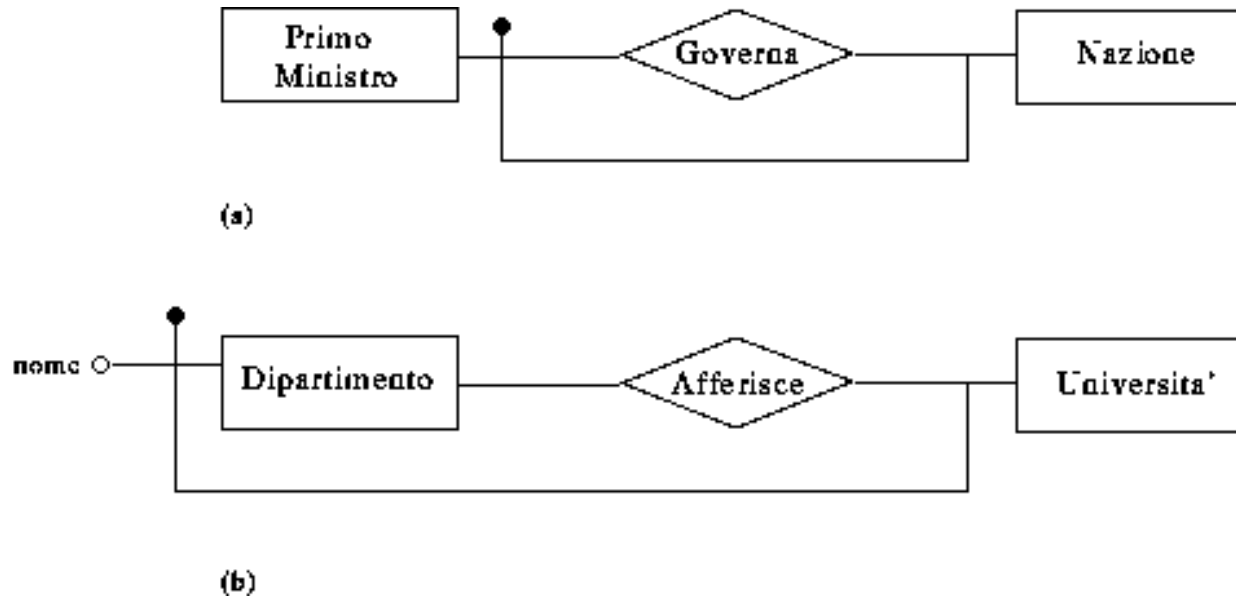 Primo
Ministro
Governa
Nazione
(a)
nome
Dipartimento
Afferisce
Universita'
(b)